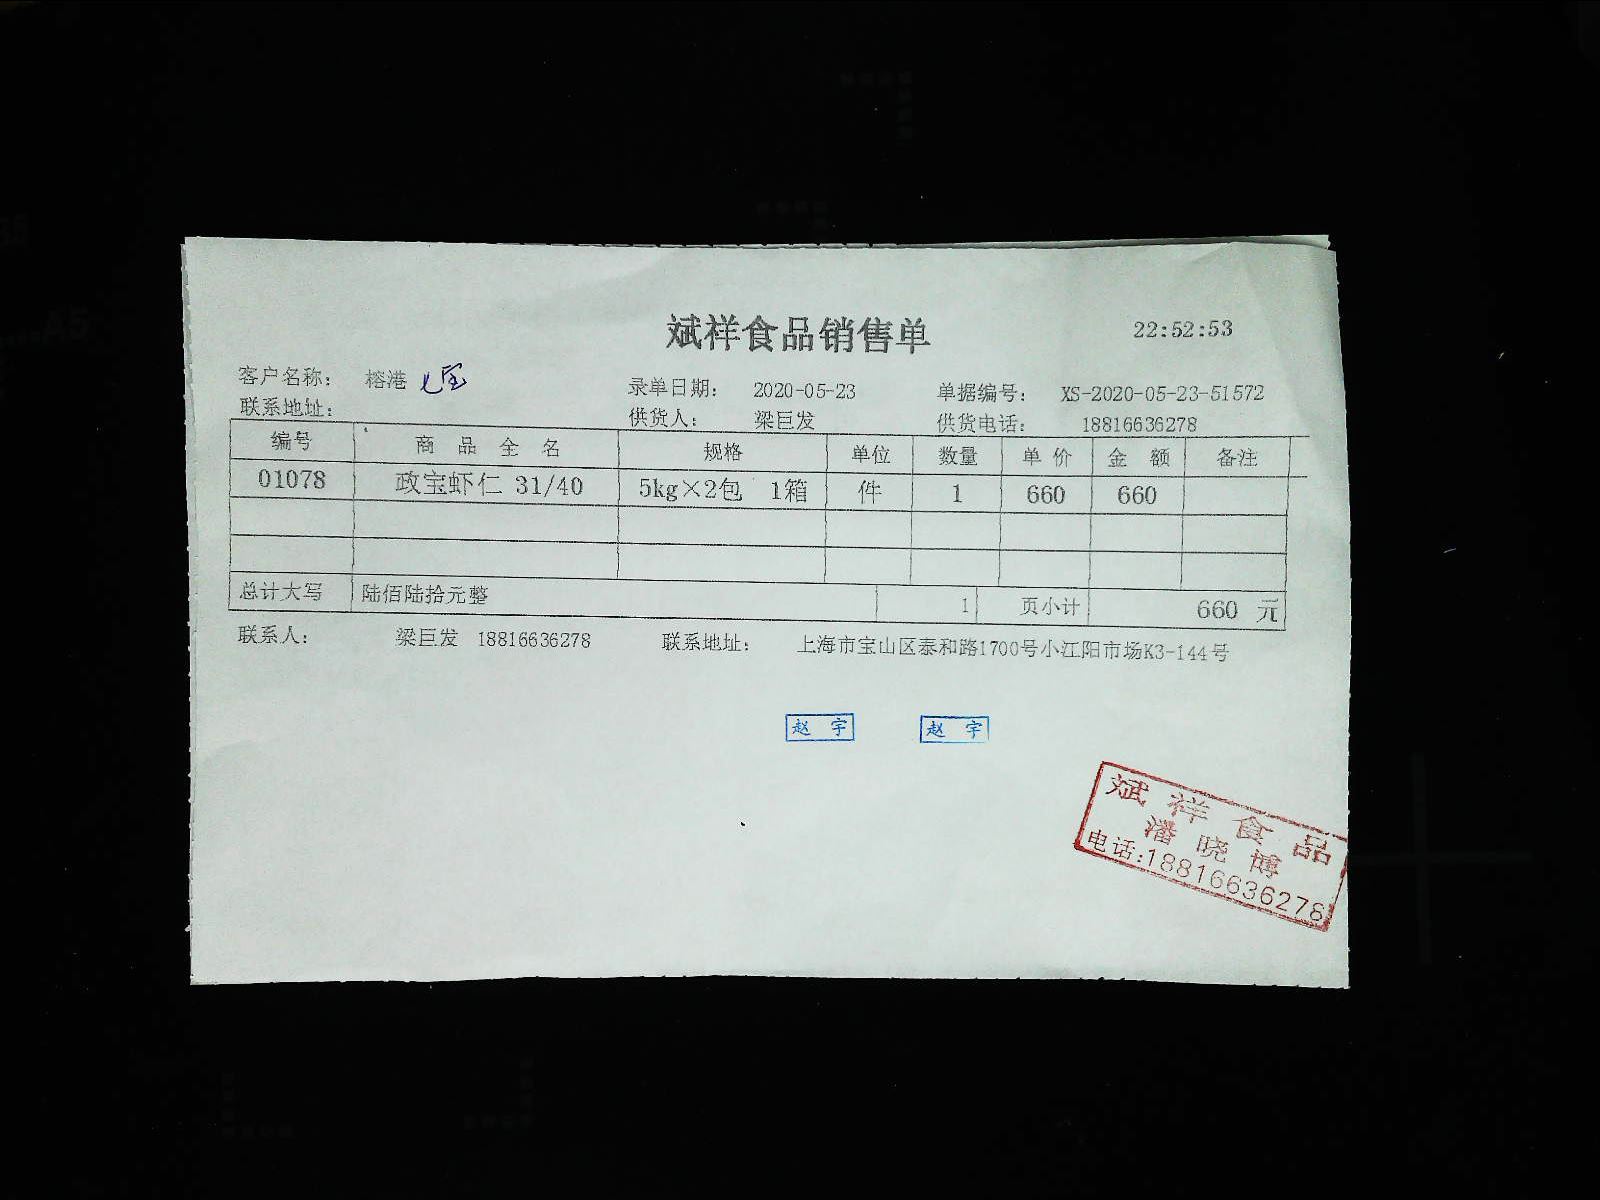 斌祥食品销售单 22:52:53
客户名称： 榕港 录单日期： 2020-05-23 单据编号： XS-2020-05-23-51572
联系地址： 供货人： 梁巨发 供货电话： 18816636278
编号 商品全名 规格 单位 数量 单价 金额 备注
01078 政宝虾仁 31/40 5kg×2包 1箱 件 1 660 660
总计大写 陆佰陆拾元整 1 页小计 660 元
联系人： 梁巨发 18816636278 联系地址： 上海市宝山区泰和路1700号小江阳市场K3-144号
赵宇 赵宇
斌祥食品
潘晓博
电话:18816636278